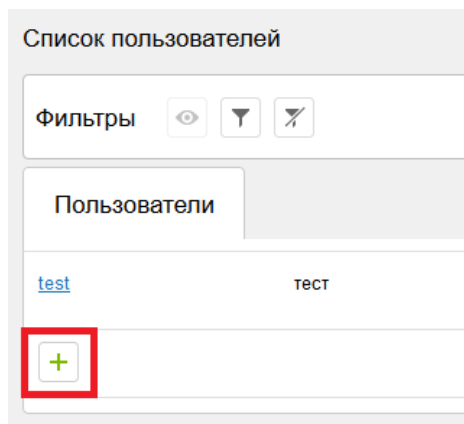 Список пользователей
Фильтры
Пользователи
test тест